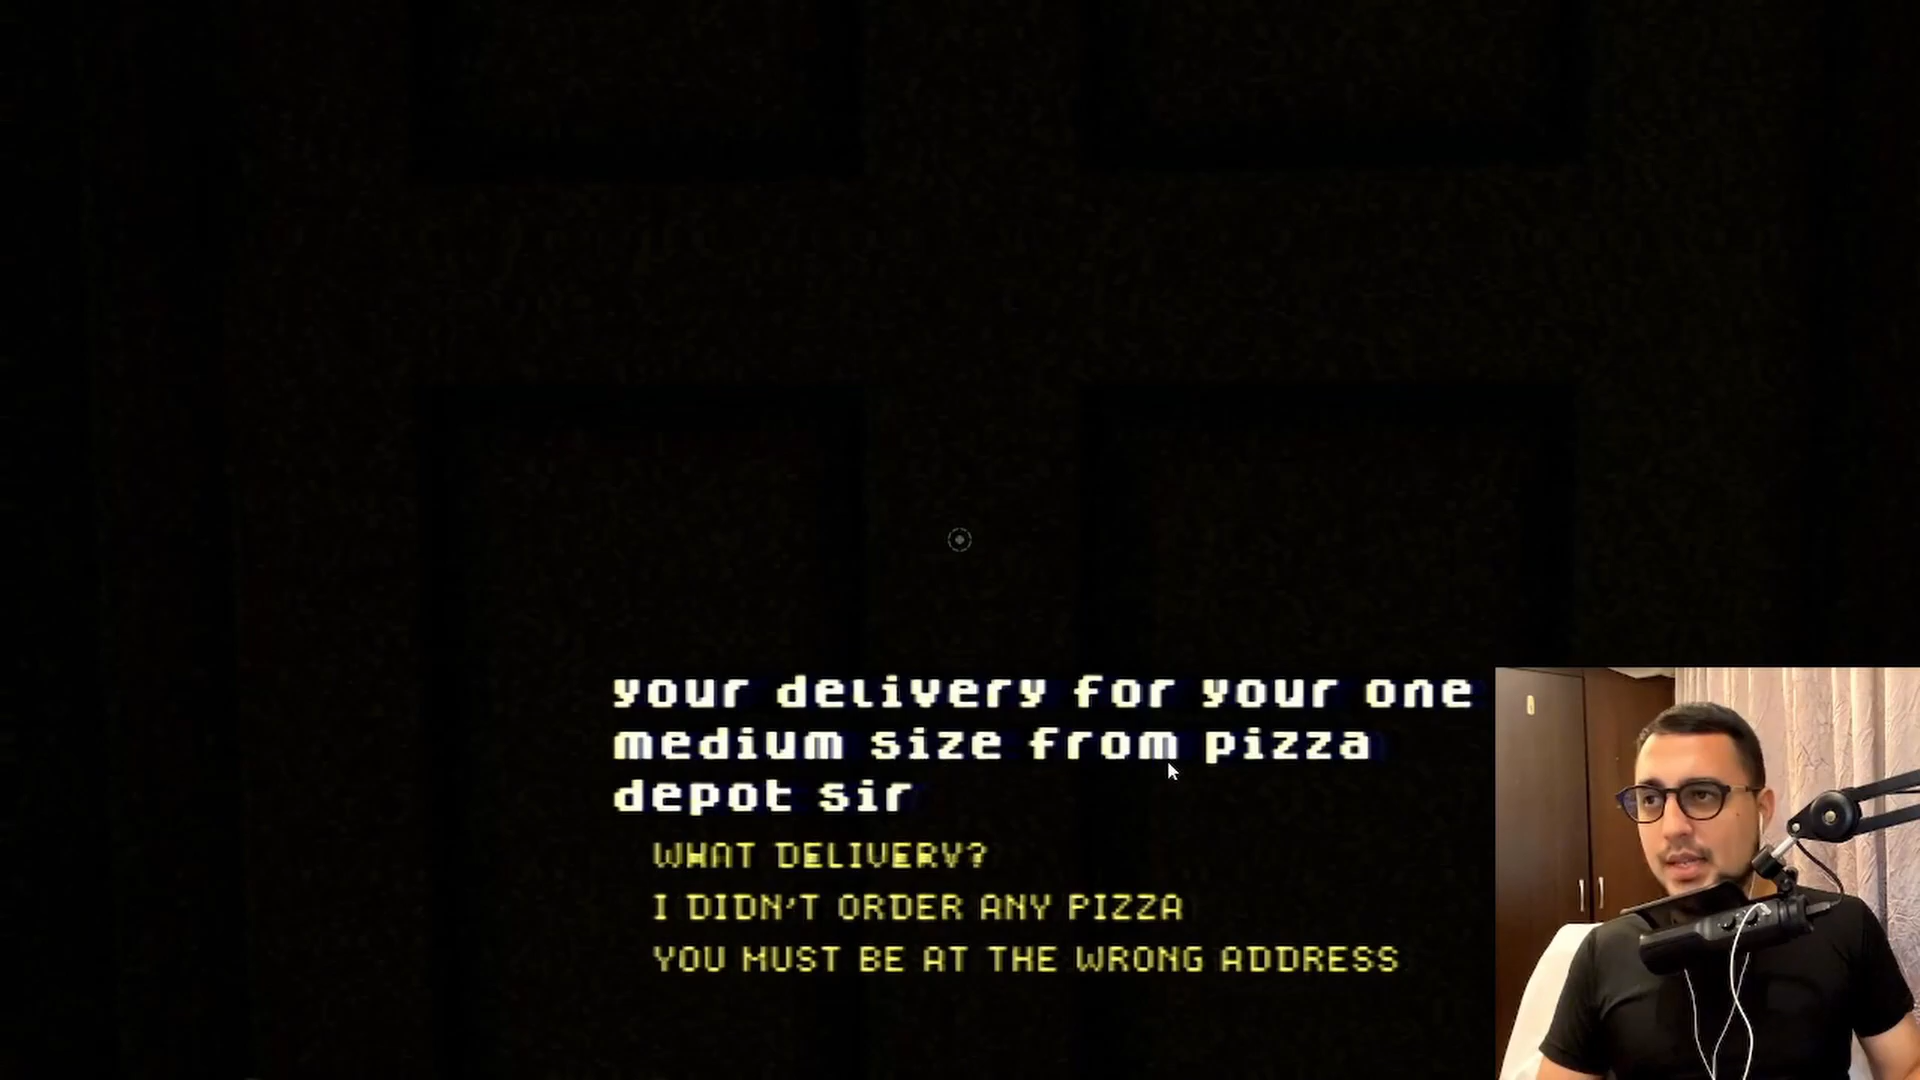 your delivery for your one
medium size from pizza
depot sir
WHAT DELIVERY?
I DIDN'T ORDER ANY PIZZA
YOU MUST BE AT THE WRONG ADDRESS